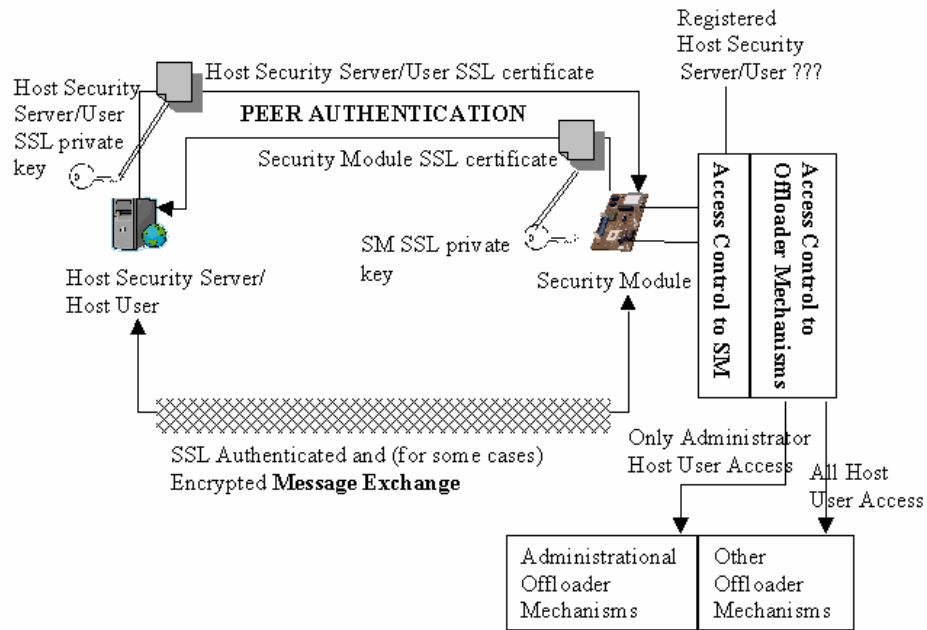 Registered
Host Security
Server/User ???
Host Security Server/User SSL certificate
Host Security
Server/User
SSL private
key
PEER AUTHENTICATION
Security Module SSL certificate
SM SSL private
key
Host Security Server/
Host User
Security Module
Access Control to SM
Access Control to
Offloader Mechanisms
SSL Authenticated and (for some cases)
Encrypted Message Exchange
Only Administrator
Host User Access
All Host
User Access
Administrational
Offloader
Mechanisms
Other
Offloader
Mechanisms